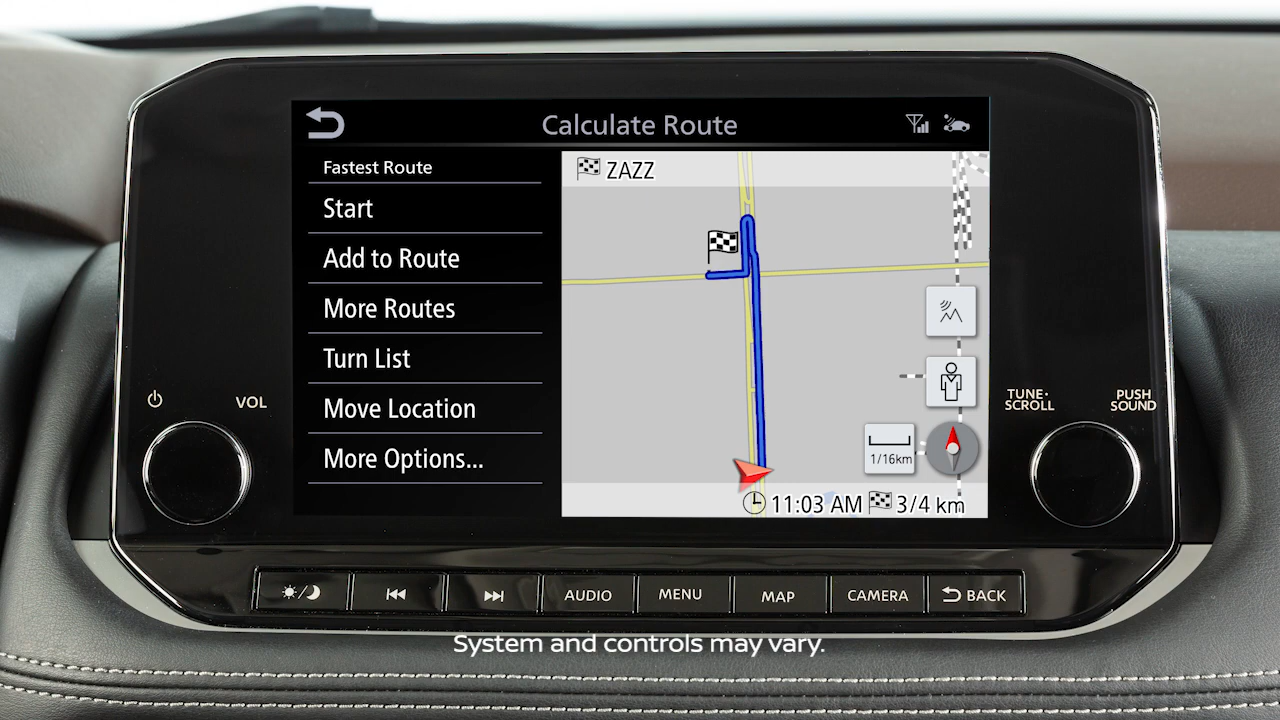 Calculate Route
Fastest Route
Start
Add to Route
More Routes
Turn List
Move Location
More Options...
ZAZZ
1/16km
11:03 AM 3/4 km
VOL
TUNE·
SCROLL
PUSH
SOUND
AUDIO
MENU
MAP
CAMERA
BACK
System and controls may vary.